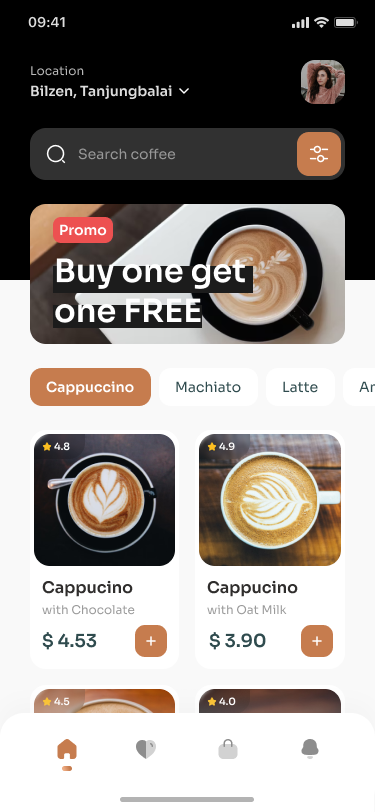 09:41
Location
Bilzen, Tanjungbalai
Search coffee
Promo
Buy one get
one FREE
Cappuccino
Machiato
Latte
4.8
4.9
Cappucino
Cappucino
with Chocolate
with Oat Milk
$ 4.53
$ 3.90
4.5
4.0